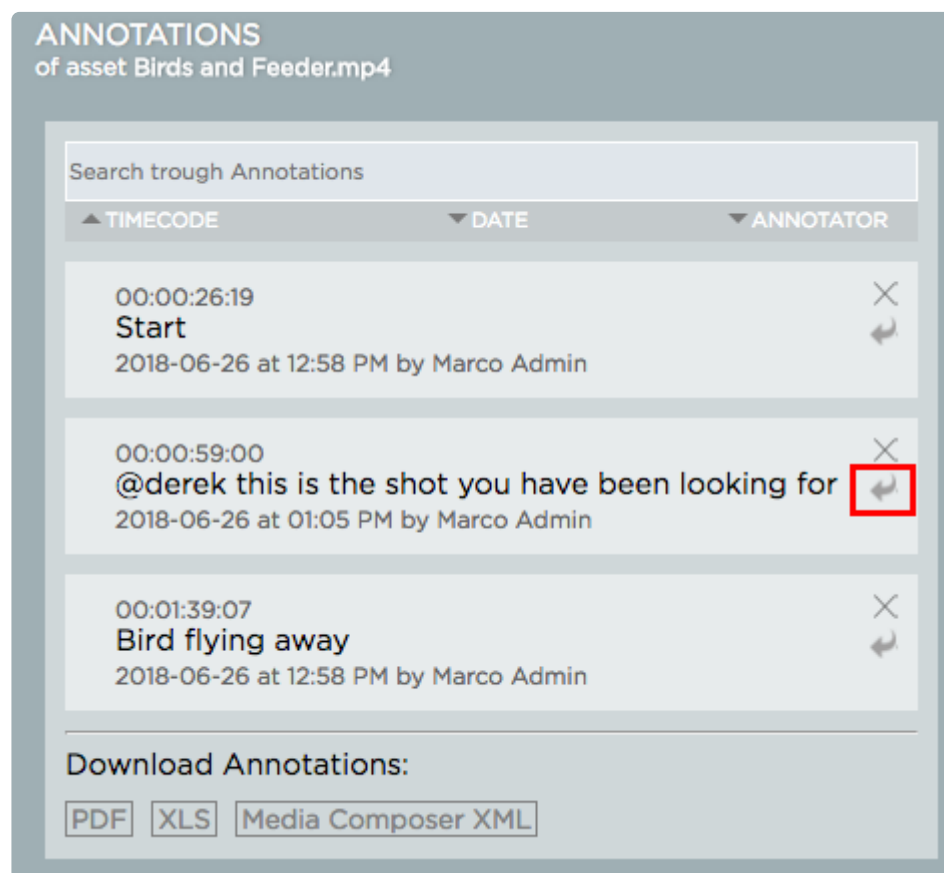 ANNOTATIONS
of asset Birds and Feeder.mp4
Search trough Annotations
TIMECODE DATE ANNOTATOR
00:00:26:19
Start
2018-06-26 at 12:58 PM by Marco Admin
00:00:59:00
@derek this is the shot you have been looking for
2018-06-26 at 01:05 PM by Marco Admin
00:01:39:07
Bird flying away
2018-06-26 at 12:58 PM by Marco Admin
Download Annotations:
PDF XLS Media Composer XML